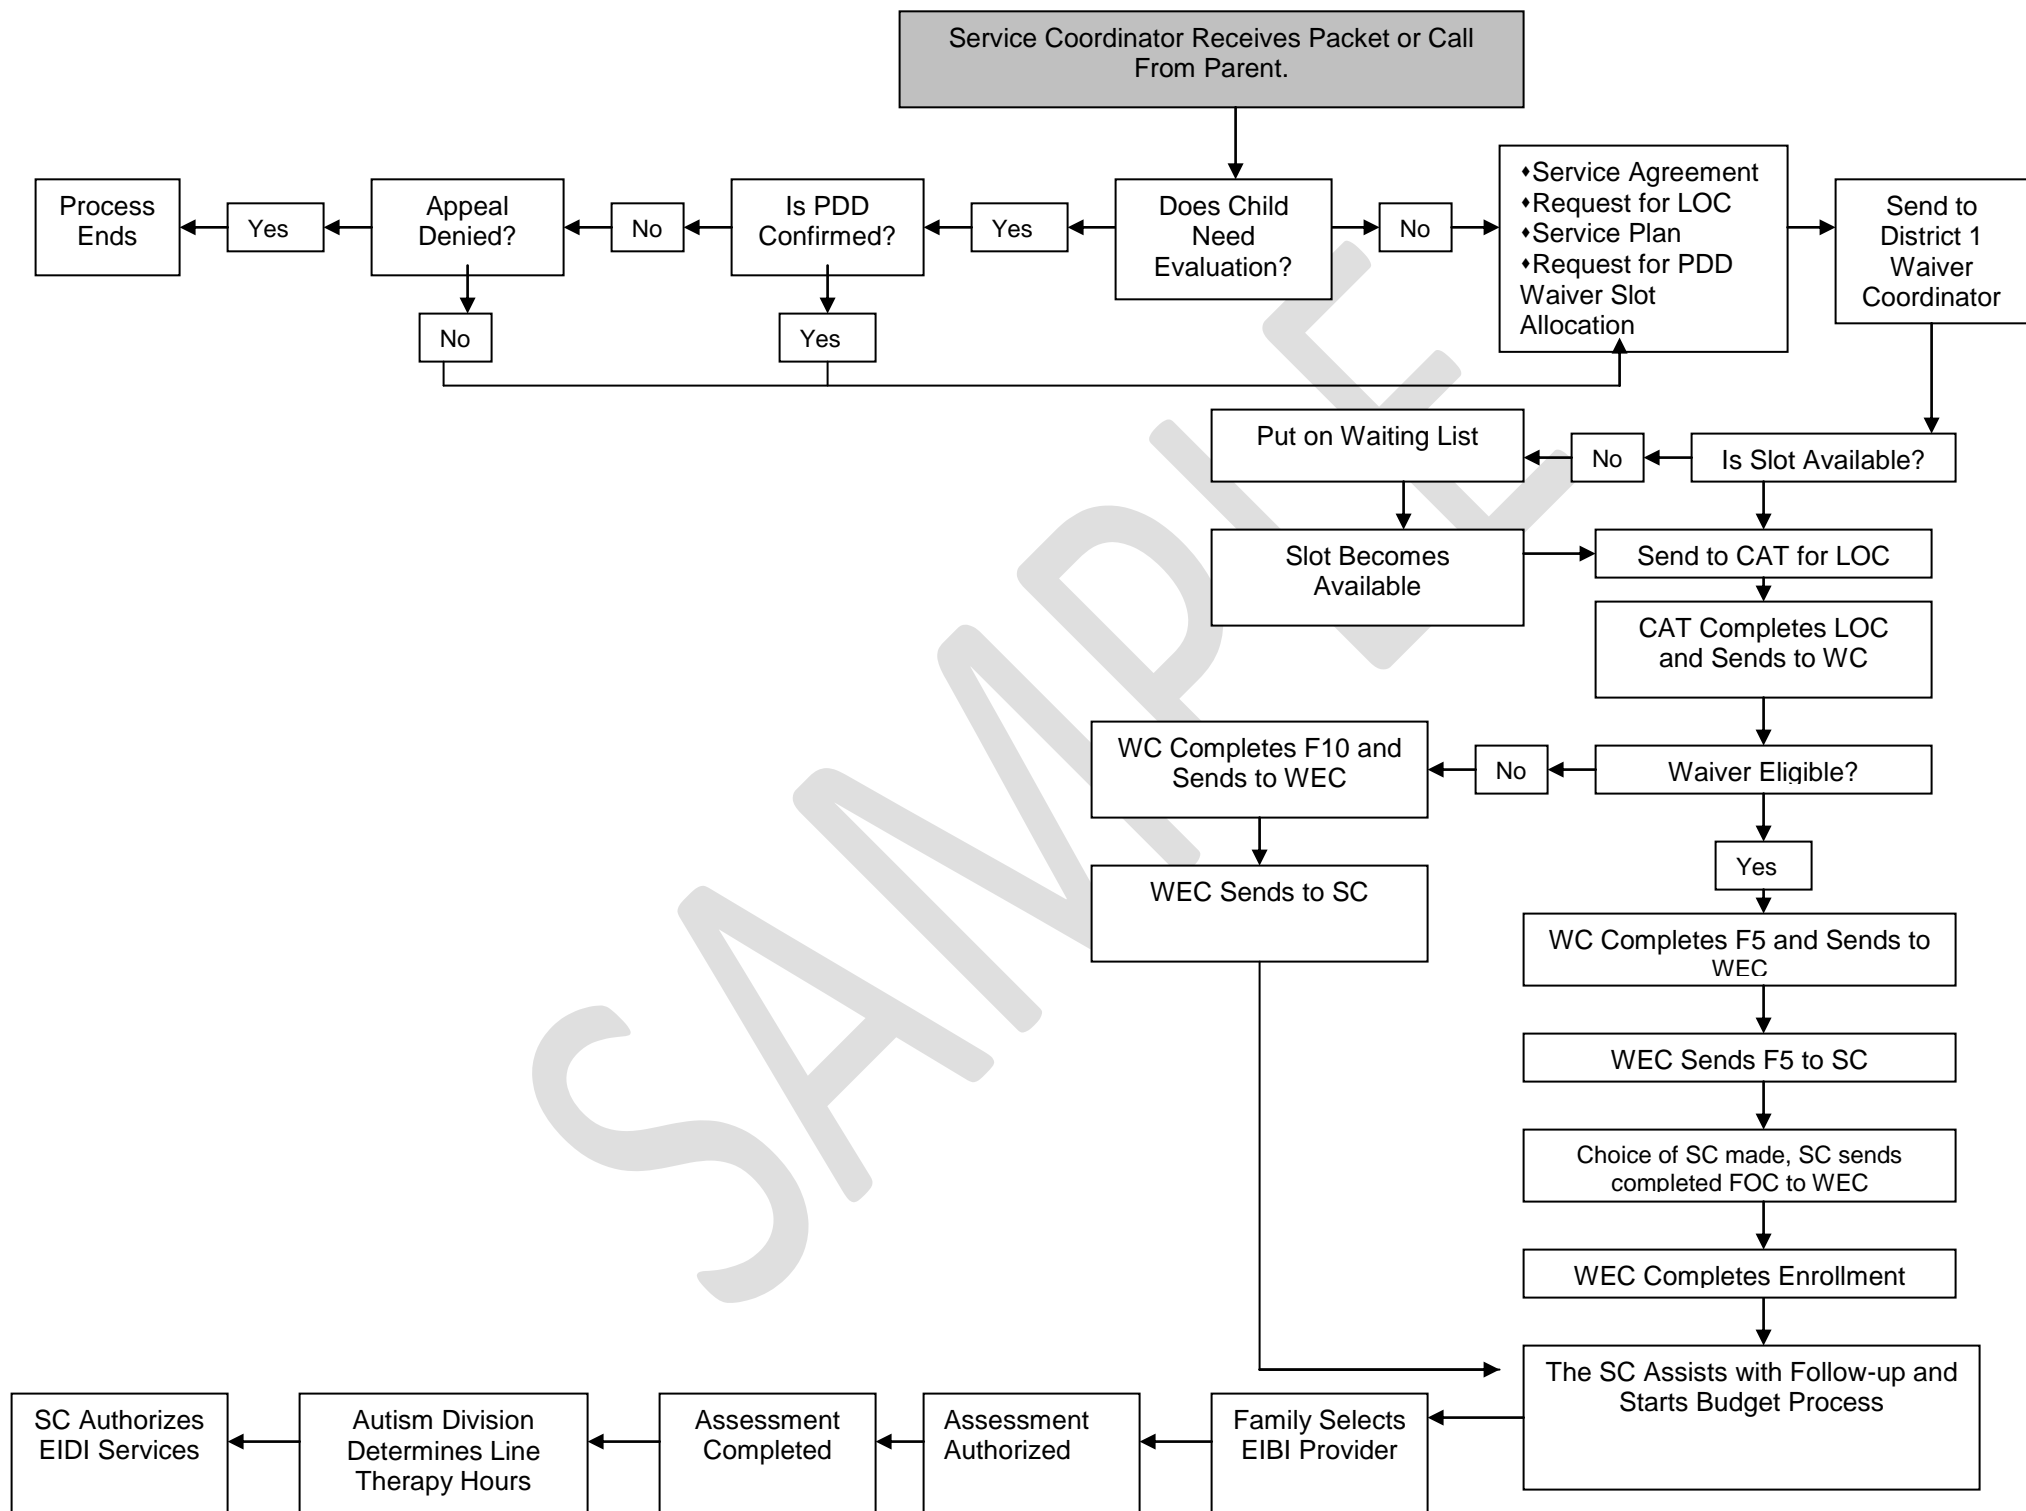 Service Coordinator Receives Packet or Call
From Parent.
Process
Ends
Yes
Appeal
Denied?
No
Is PDD
Confirmed?
Yes
Does Child
Need
Evaluation?
No
♦Service Agreement
♦Request for LOC
♦Service Plan
♦Request for PDD
Waiver Slot
Allocation
Send to
District 1
Waiver
Coordinator
No
Yes
Put on Waiting List
No
Is Slot Available?
Slot Becomes
Available
Send to CAT for LOC
CAT Completes LOC
and Sends to WC
WC Completes F10 and
Sends to WEC
No
Waiver Eligible?
Yes
WEC Sends to SC
WC Completes F5 and Sends to
WEC
WEC Sends F5 to SC
Choice of SC made, SC sends
completed FOC to WEC
WEC Completes Enrollment
The SC Assists with Follow-up and
Starts Budget Process
SC Authorizes
EIDI Services
Autism Division
Determines Line
Therapy Hours
Assessment
Completed
Assessment
Authorized
Family Selects
EIBI Provider
SAMPLE